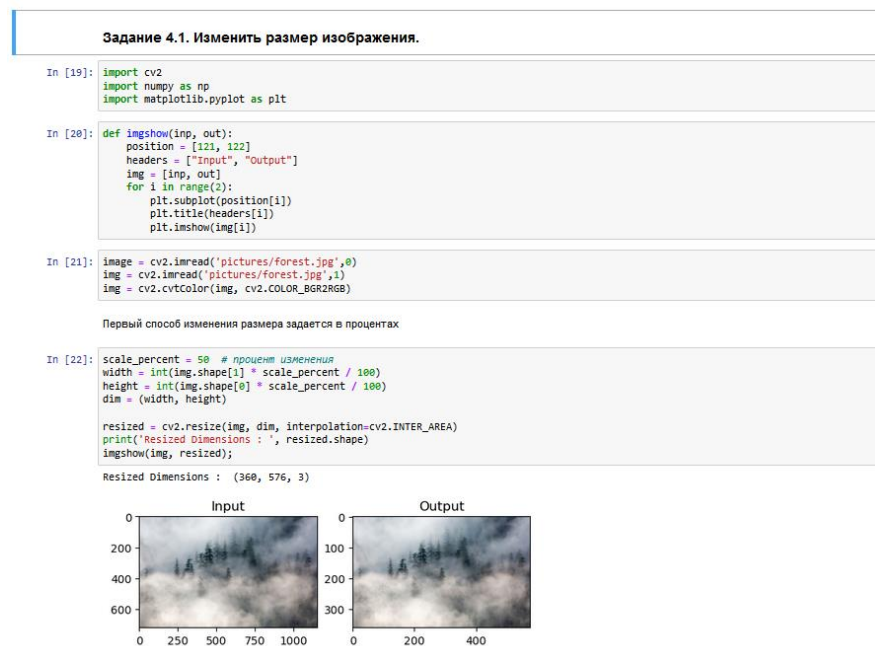 Задание 4.1. Изменить размер изображения.
In [19]: import cv2
import numpy as np
import matplotlib.pyplot as plt
In [20]: def imgshow(inp, out):
    position = [121, 122]
    headers = ["Input", "Output"]
    img = [inp, out]
    for i in range(2):
        plt.subplot(position[i])
        plt.title(headers[i])
        plt.imshow(img[i])
In [21]: image = cv2.imread('pictures/forest.jpg',0)
img = cv2.imread('pictures/forest.jpg',1)
img = cv2.cvtColor(img, cv2.COLOR_BGR2RGB)
Первый способ изменения размера задается в процентах
In [22]: scale_percent = 50  # процент изменения
width = int(img.shape[1] * scale_percent / 100)
height = int(img.shape[0] * scale_percent / 100)
dim = (width, height)
resized = cv2.resize(img, dim, interpolation=cv2.INTER_AREA)
print('Resized Dimensions : ', resized.shape)
imgshow(img, resized);
Resized Dimensions :  (360, 576, 3)
Input
0
200
400
600
0 250 500 750 1000
Output
0
100
200
300
0 200 400